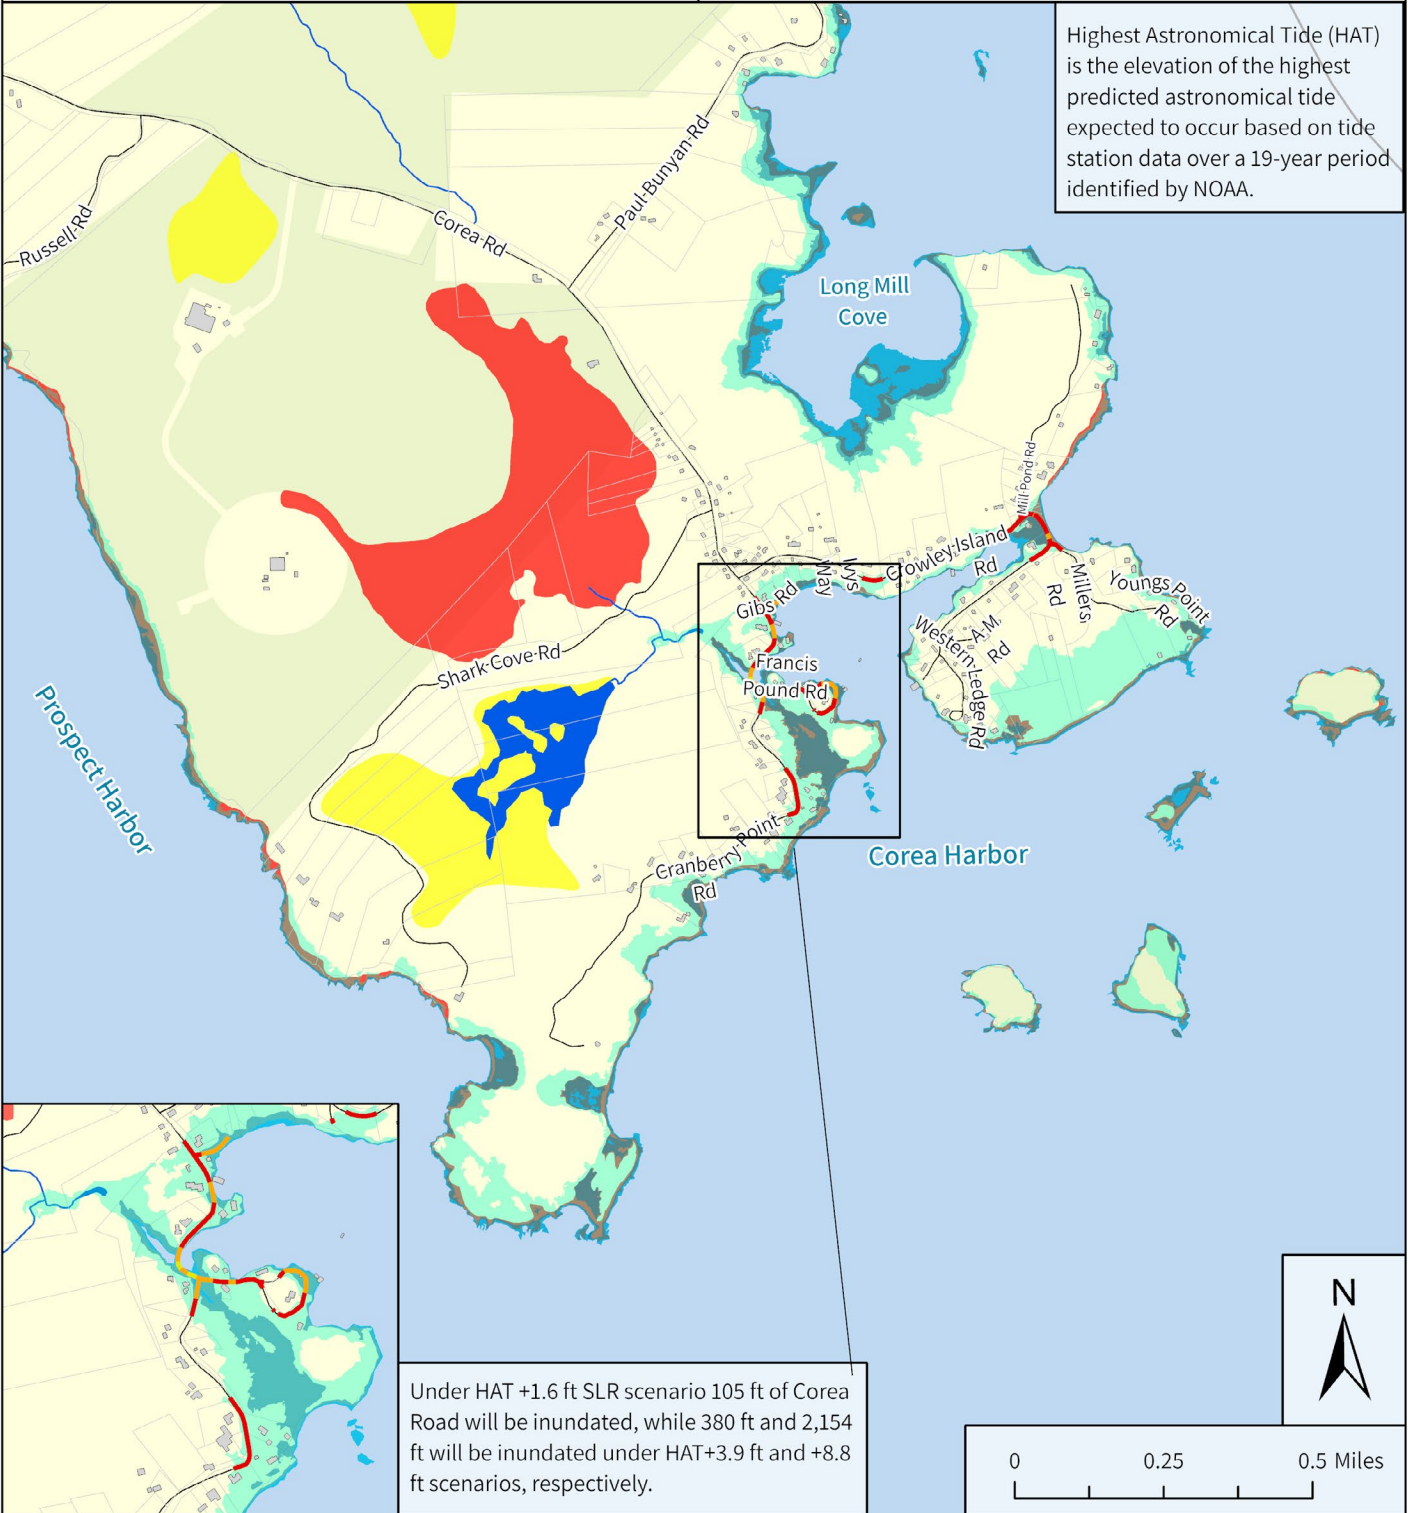 Highest Astronomical Tide (HAT)
is the elevation of the highest
predicted astronomical tide
expected to occur based on tide
station data over a 19-year period
identified by NOAA.
Paul-Bunyan-Rd
Russell-Rd
Corea-Rd
Long Mill
Cove
Mill-Pond-Rd
Crowley-Island
Rd
Wys
Way
Gibs Rd
Millers
Rd
Youngs Point
Rd
A.M.
Rd
Western-Ledge-Rd
Francis
Pound Rd
Shark-Cove-Rd
Prospect Harbor
Cranberry-Point
Rd
Corea Harbor
N
Under HAT +1.6 ft SLR scenario 105 ft of Corea
Road will be inundated, while 380 ft and 2,154
ft will be inundated under HAT+3.9 ft and +8.8
ft scenarios, respectively.
0 0.25 0.5 Miles